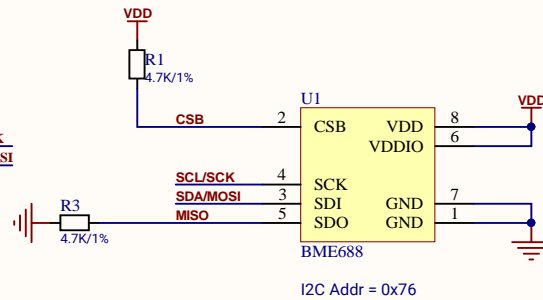 VDD
R1
4.7K/1%
U1
CSB 2 CSB VDD 8 VDD
VDDIO 6
SCL/SCK 4 SCK
SDA/MOSI 3 SDI GND 7
MISO 5 SDO GND 1
R3
4.7K/1%
BME688
I2C Addr = 0x76